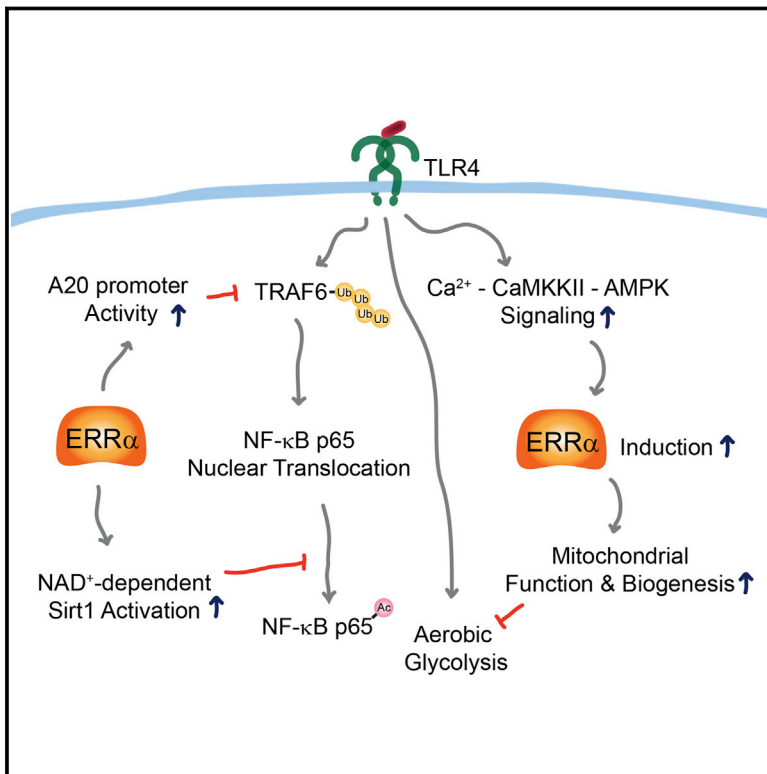 TLR4
A20 promoter
Activity
TRAF6
Ub
Ub
Ub
Ub
Ca²⁺ - CaMKKII - AMPK
Signaling
ERRα
NF-κB p65
Nuclear Translocation
ERRα
Induction
NAD⁺-dependent
Sirt1 Activation
NF-κB p65
Ac
Aerobic
Glycolysis
Mitochondrial
Function & Biogenesis